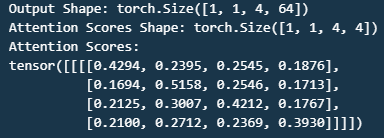 Output Shape: torch.Size([1, 1, 4, 64])
Attention Scores Shape: torch.Size([1, 1, 4, 4])
Attention Scores:
tensor([[[[0.4294, 0.2395, 0.2545, 0.1876],
[0.1694, 0.5158, 0.2546, 0.1713],
[0.2125, 0.3007, 0.4212, 0.1767],
[0.2100, 0.2712, 0.2369, 0.3930]]]])